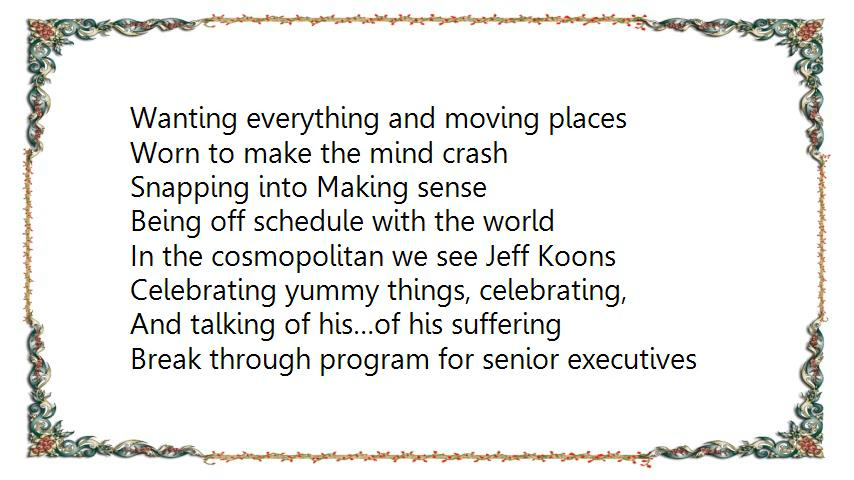 Wanting everything and moving places
Worn to make the mind crash
Snapping into Making sense
Being off schedule with the world
In the cosmopolitan we see Jeff Koons
Celebrating yummy things, celebrating,
And talking of his...of his suffering
Break through program for senior executives